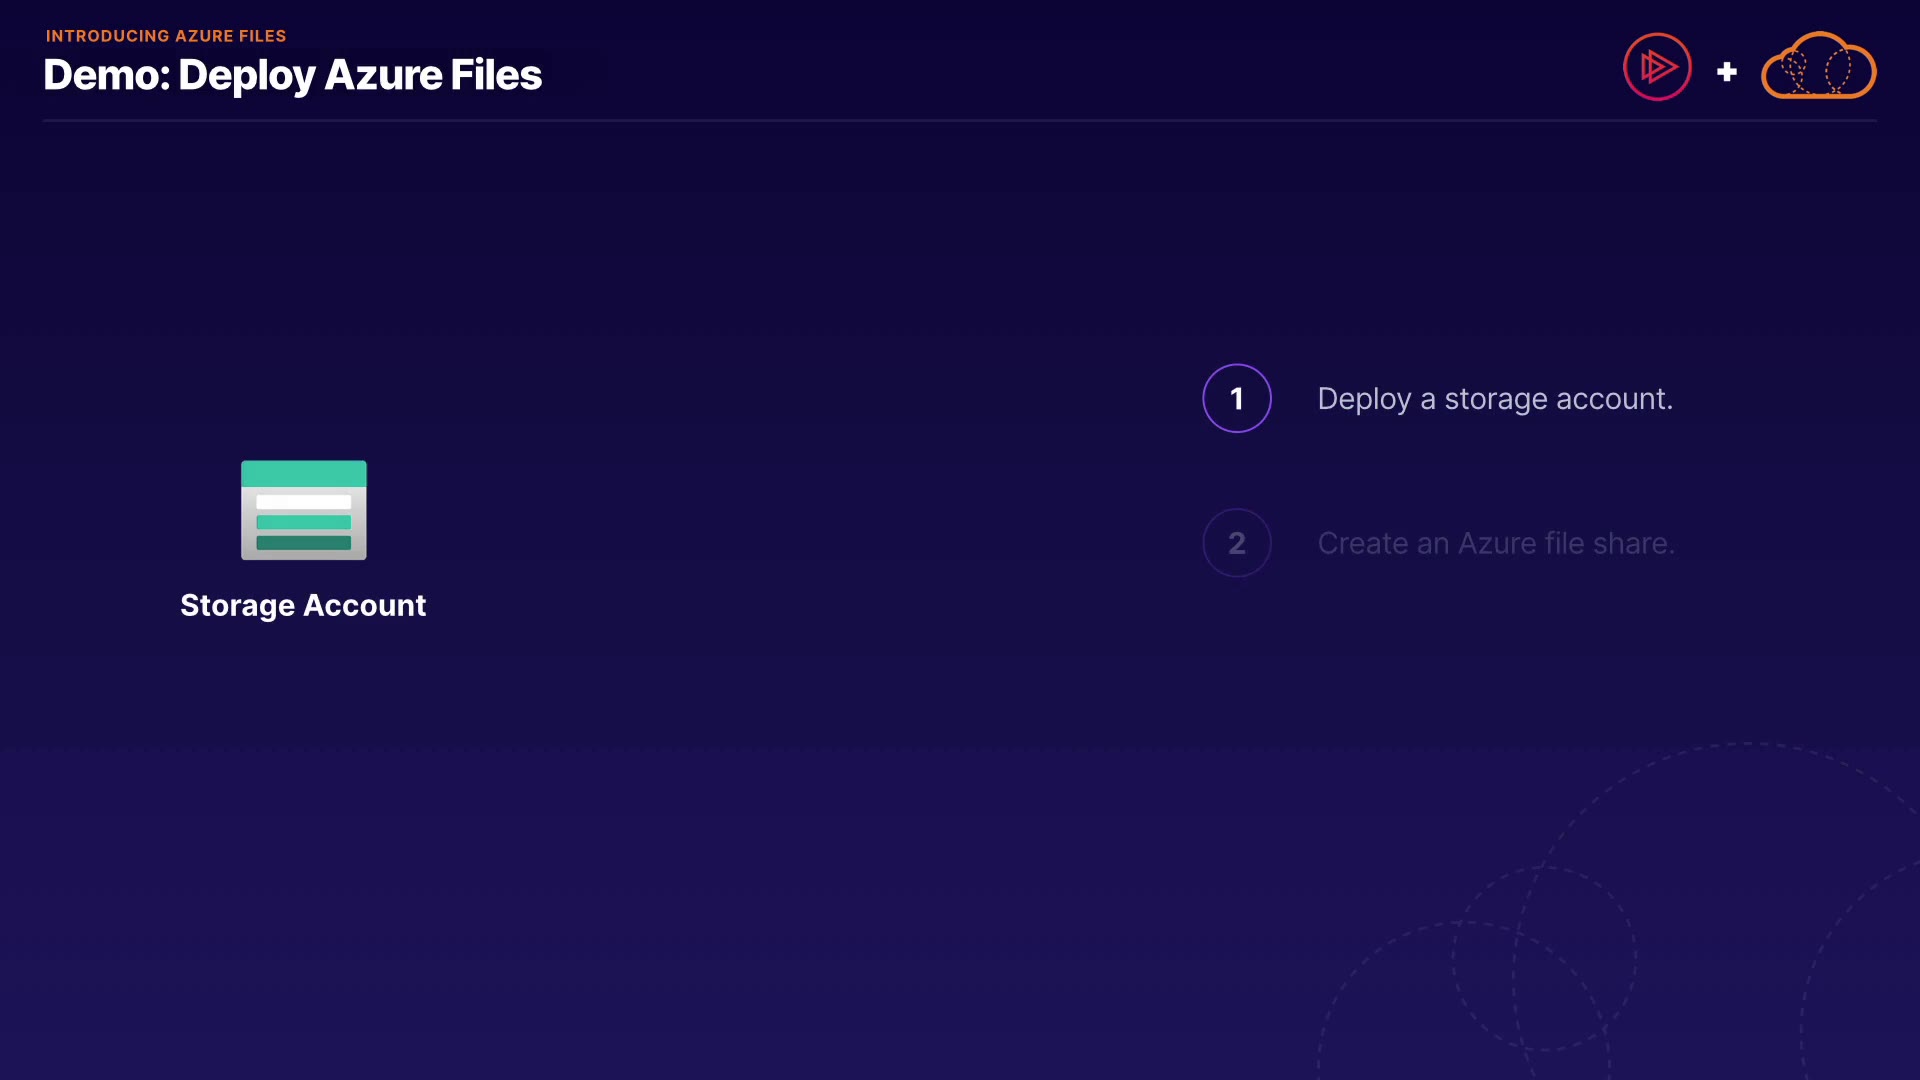 INTRODUCING AZURE FILES
Demo: Deploy Azure Files
+
1 Deploy a storage account.
2 Create an Azure file share.
Storage Account